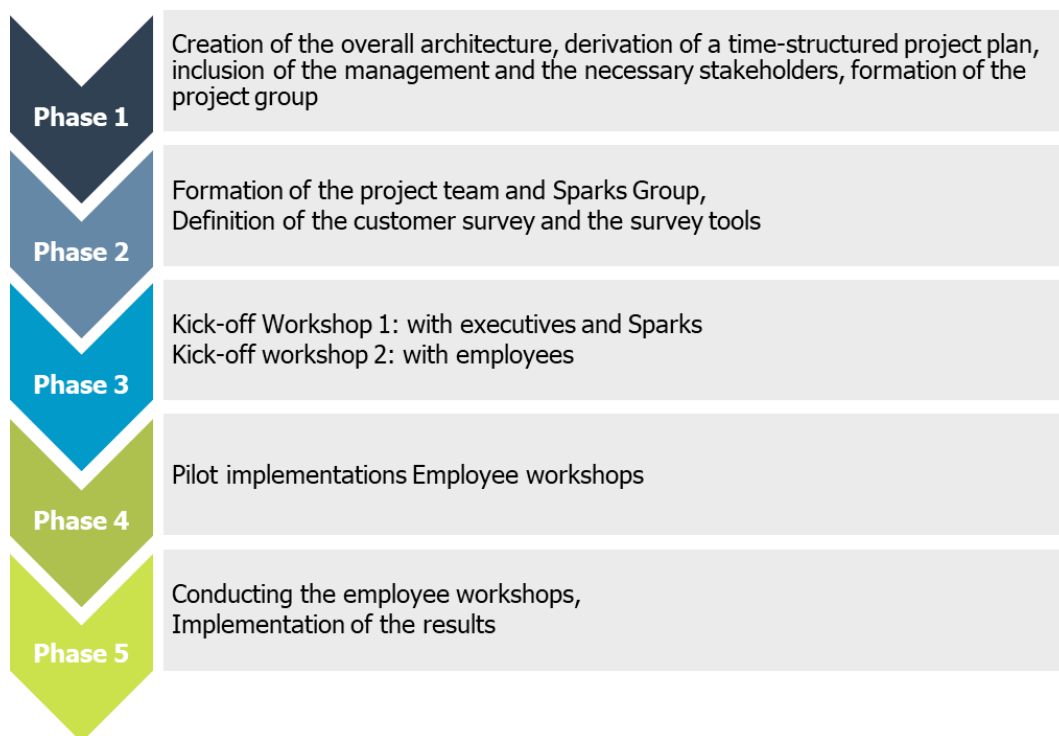 Phase 1
Creation of the overall architecture, derivation of a time-structured project plan,
inclusion of the management and the necessary stakeholders, formation of the
project group
Phase 2
Formation of the project team and Sparks Group,
Definition of the customer survey and the survey tools
Phase 3
Kick-off Workshop 1: with executives and Sparks
Kick-off workshop 2: with employees
Phase 4
Pilot implementations Employee workshops
Phase 5
Conducting the employee workshops,
Implementation of the results